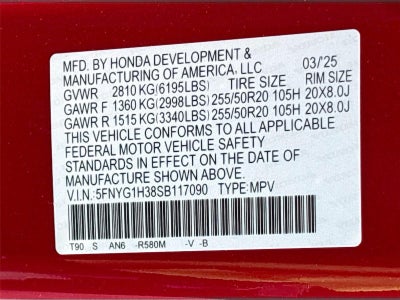 MFD. BY HONDA DEVELOPMENT &
MANUFACTURING OF AMERICA, LLC 03/'25
GVWR 2810 KG(6195LBS) TIRE SIZE RIM SIZE
GAWR F 1360 KG(2998LBS) 255/50R20 105H 20X8.0J
GAWR R 1515 KG(3340LBS) 255/50R20 105H 20X8.0J
THIS VEHICLE CONFORMS TO ALL APPLICABLE
FEDERAL MOTOR VEHICLE SAFETY
STANDARDS IN EFFECT ON THE DATE OF
MANUFACTURE SHOWN ABOVE.
V.I.N.: 5FNYG1H38SB117090 TYPE: MPV
T90 S AN6 -R580M -V -B